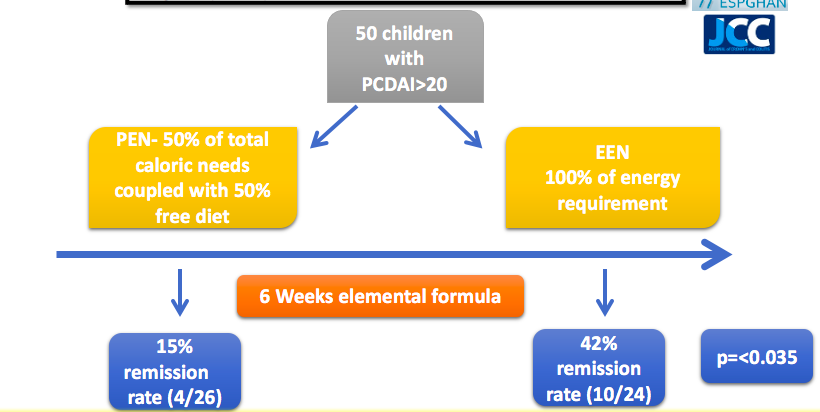 77 ESPGHAN
JCC
50 children
with
PCDAI>20
PEN- 50% of total
caloric needs
coupled with 50%
free diet
EEN
100% of energy
requirement
6 Weeks elemental formula
15%
remission
rate (4/26)
42%
remission
rate (10/24)
p=<0.035